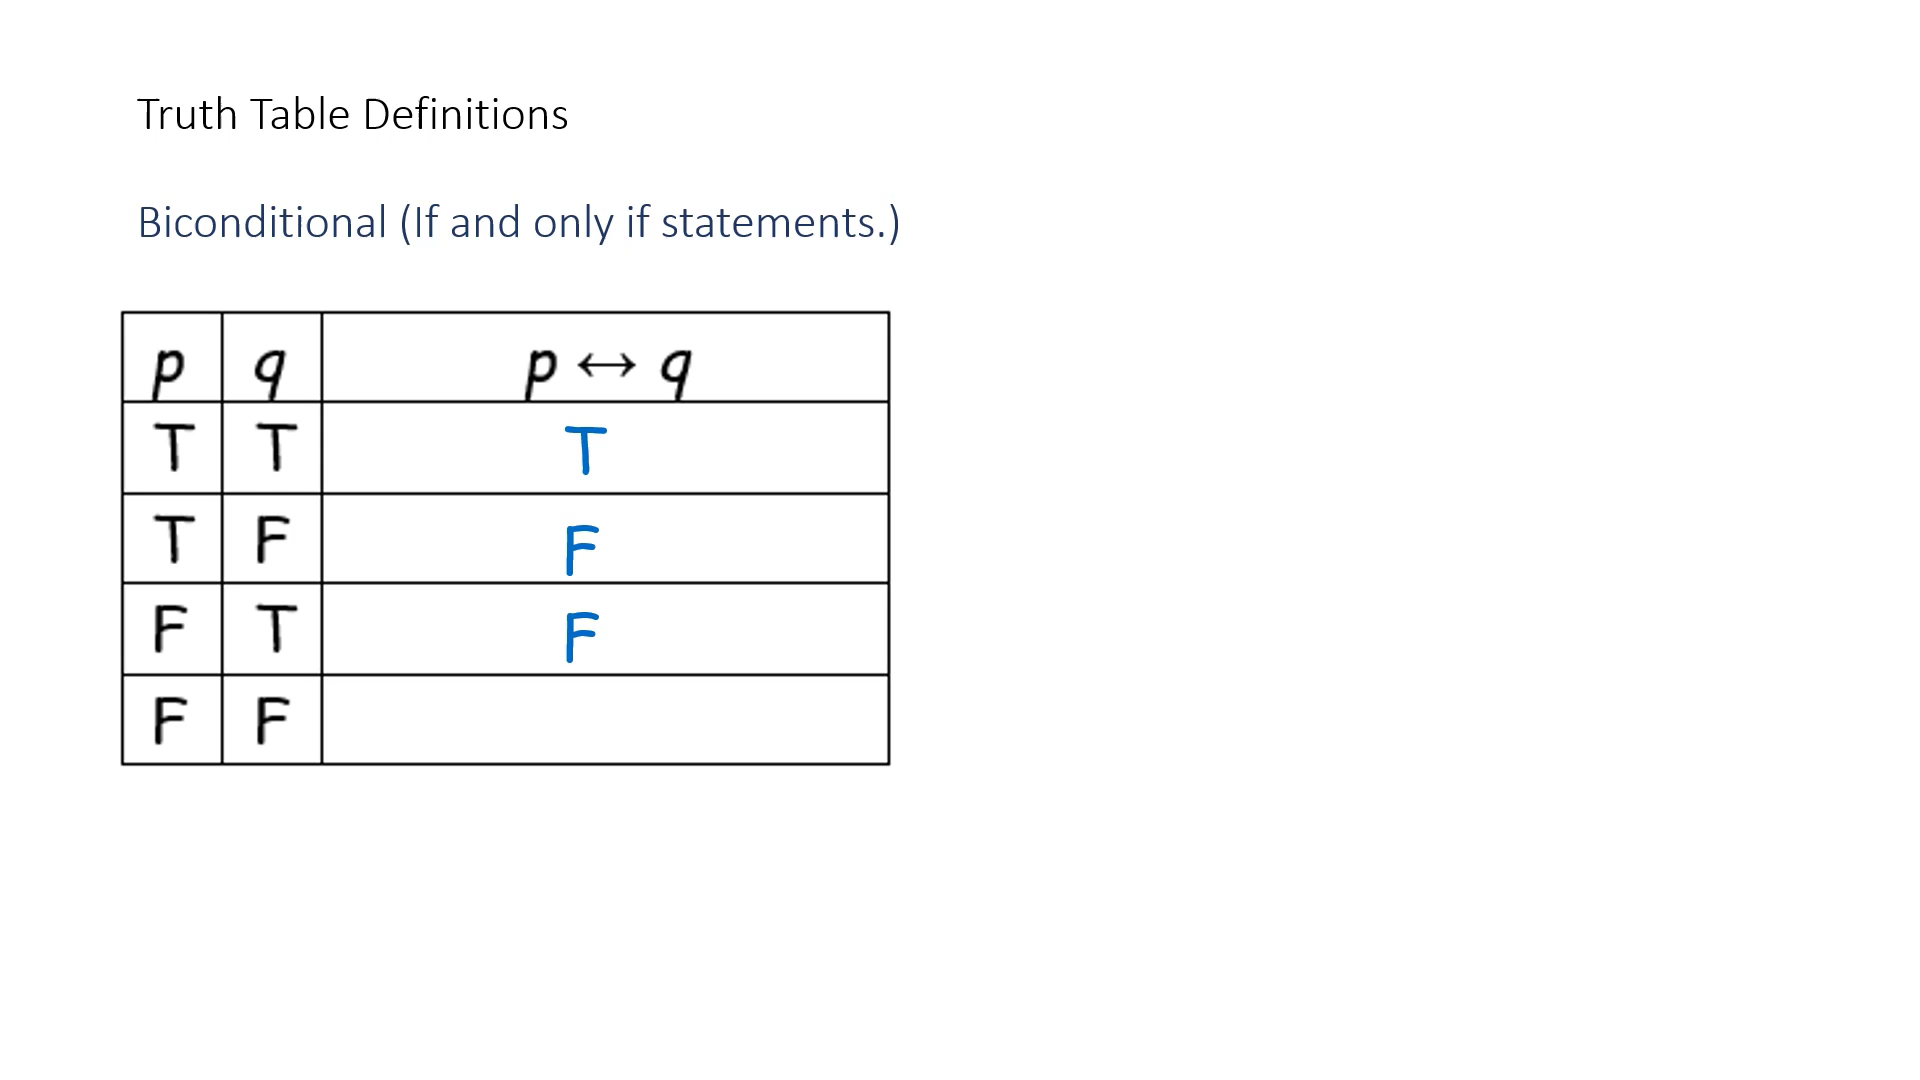 Truth Table Definitions
Biconditional (If and only if statements.)
p q p ↔ q
T T T
T F F
F T F
F F